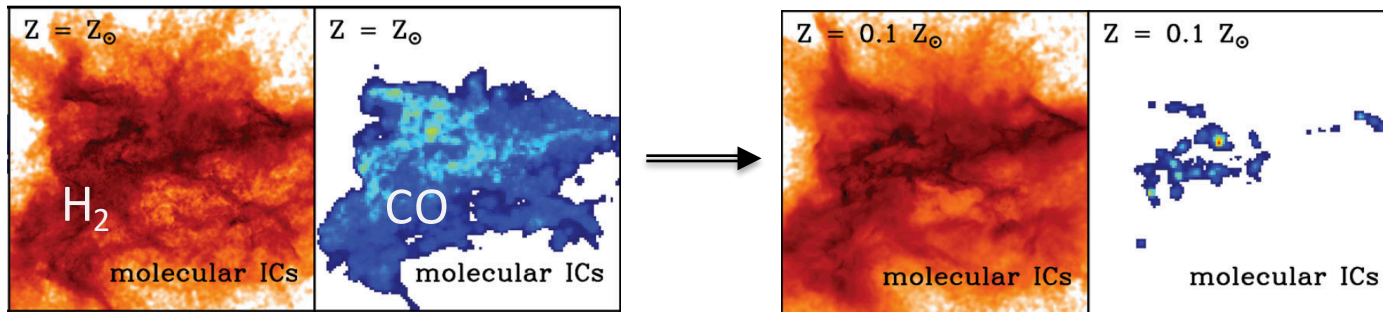 Z = Z⊙
Z = Z⊙
H₂
CO
molecular ICs
molecular ICs
Z = 0.1 Z⊙
Z = 0.1 Z⊙
molecular ICs
molecular ICs